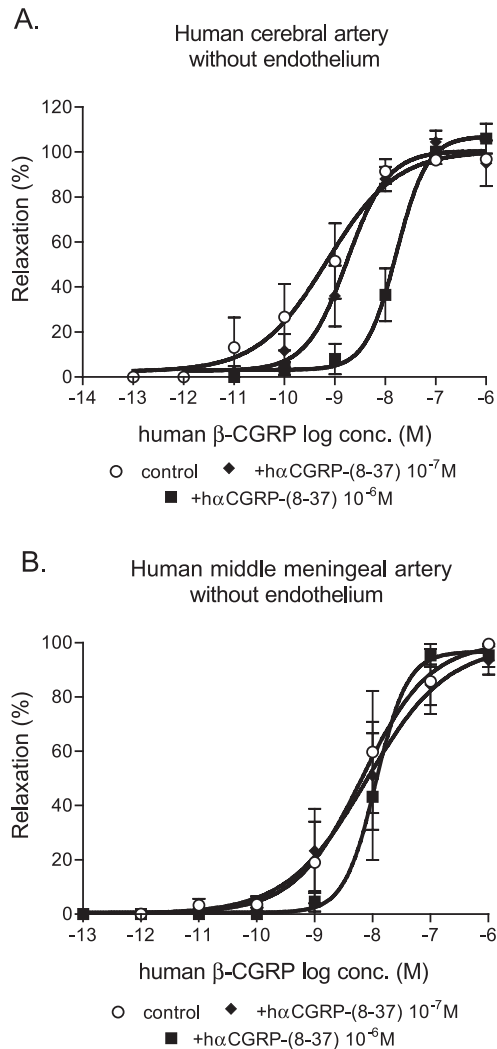 A.
Human cerebral artery
without endothelium
Relaxation (%)
120
100
80
60
40
20
0
-14 -13 -12 -11 -10 -9 -8 -7 -6
human β-CGRP log conc. (M)
control +hαCGRP-(8-37) 10⁻⁷M
+hαCGRP-(8-37) 10⁻⁶M
B.
Human middle meningeal artery
without endothelium
Relaxation (%)
100
80
60
40
20
0
-13 -12 -11 -10 -9 -8 -7 -6
human β-CGRP log conc. (M)
control +hαCGRP-(8-37) 10⁻⁷M
+hαCGRP-(8-37) 10⁻⁶M